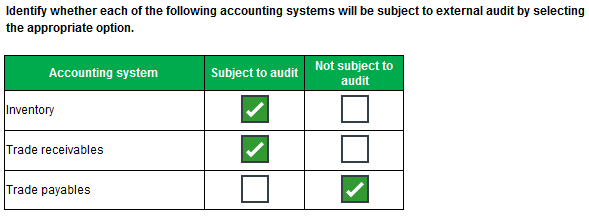 Identify whether each of the following accounting systems will be subject to external audit by selecting
the appropriate option.
Accounting system Subject to audit Not subject to
audit
Inventory
Trade receivables
Trade payables